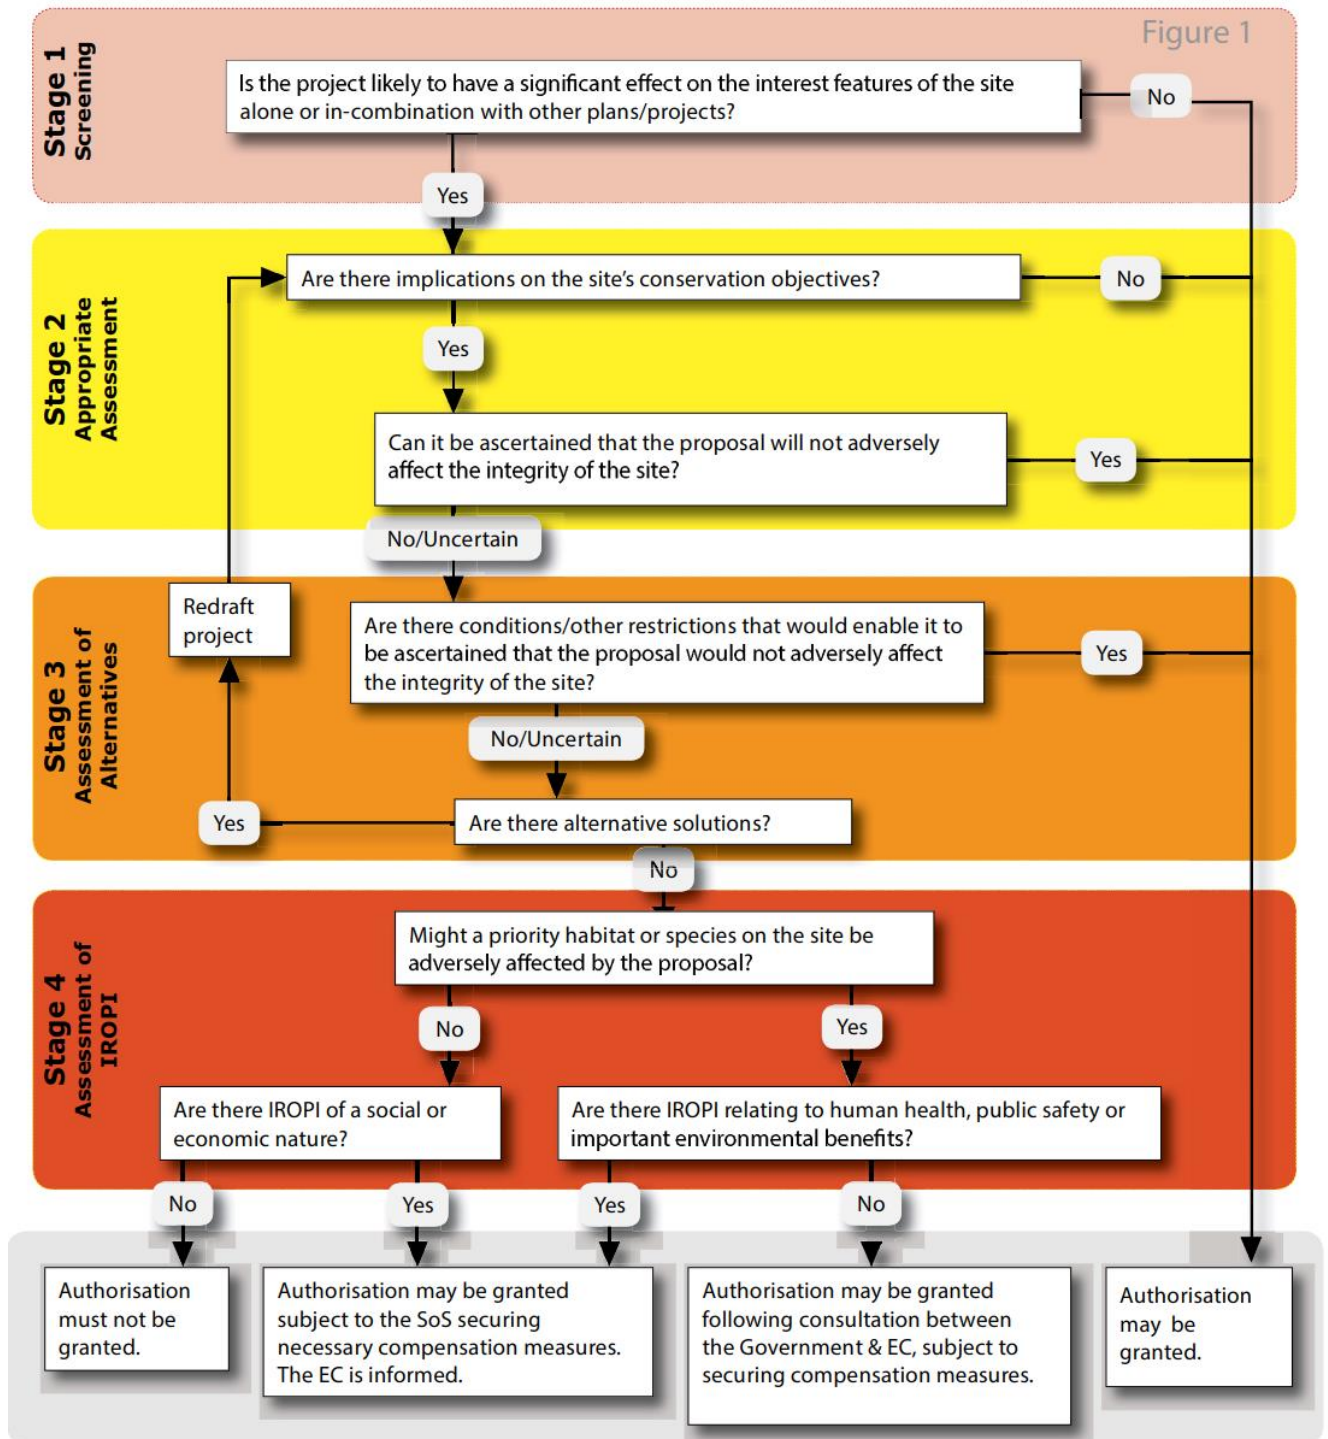 Figure 1
Stage 1
Screening
Is the project likely to have a significant effect on the interest features of the site
alone or in-combination with other plans/projects?
No
Yes
Stage 2
Appropriate
Assessment
Are there implications on the site's conservation objectives?
No
Yes
Can it be ascertained that the proposal will not adversely
affect the integrity of the site?
Yes
No/Uncertain
Stage 3
Assessment of
Alternatives
Redraft
project
Are there conditions/other restrictions that would enable it to
be ascertained that the proposal would not adversely affect
the integrity of the site?
Yes
No/Uncertain
Are there alternative solutions?
Yes
No
Stage 4
Assessment of
IROPI
Might a priority habitat or species on the site be
adversely affected by the proposal?
No
Yes
Are there IROPI of a social or
economic nature?
Are there IROPI relating to human health, public safety or
important environmental benefits?
No
Yes
Yes
No
Authorisation
must not be
granted.
Authorisation may be granted
subject to the SoS securing
necessary compensation measures.
The EC is informed.
Authorisation may be granted
following consultation between
the Government & EC, subject to
securing compensation measures.
Authorisation
may be
granted.